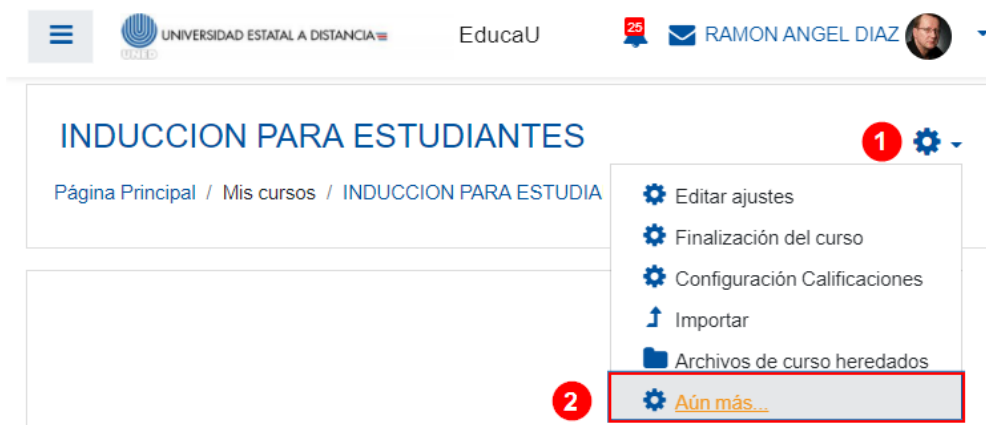 UNIVERSIDAD ESTATAL A DISTANCIA
UNED
EducaU
25
RAMON ANGEL DIAZ
INDUCCION PARA ESTUDIANTES
1
Página Principal / Mis cursos / INDUCCION PARA ESTUDIA
Editar ajustes
Finalización del curso
Configuración Calificaciones
Importar
Archivos de curso heredados
2
Aún más...